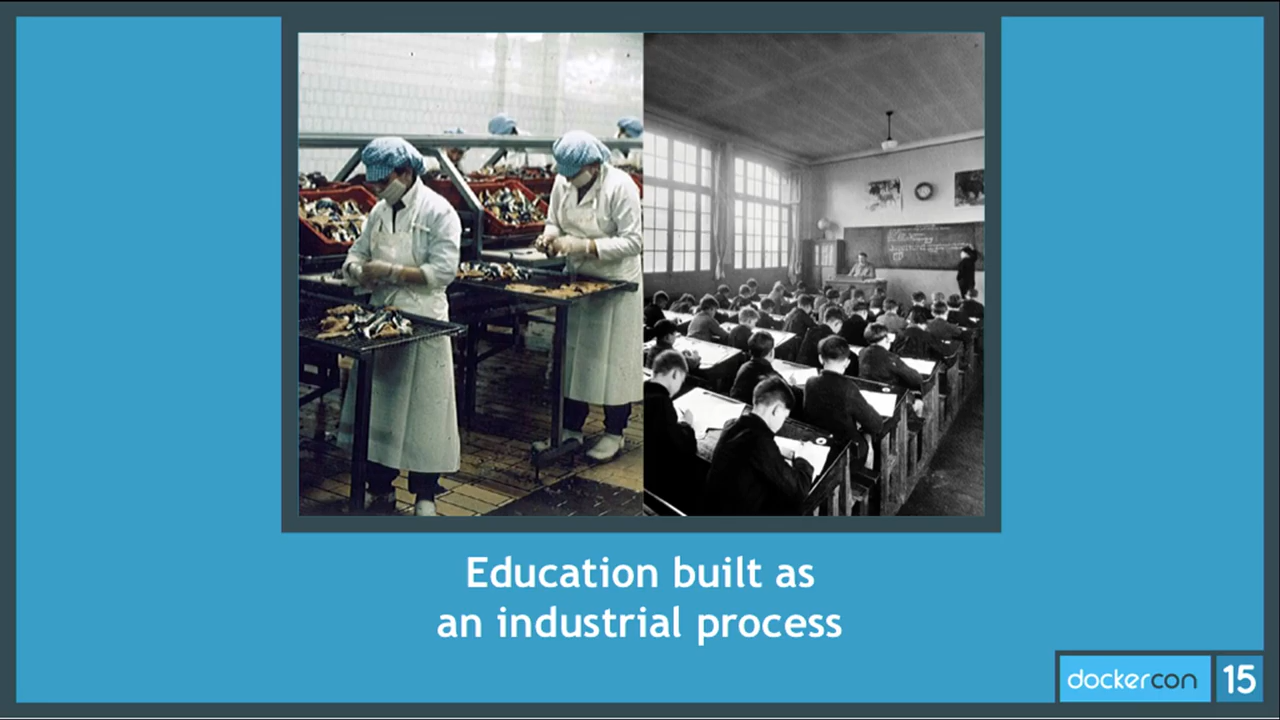 Education built as
an industrial process
dockercon 15